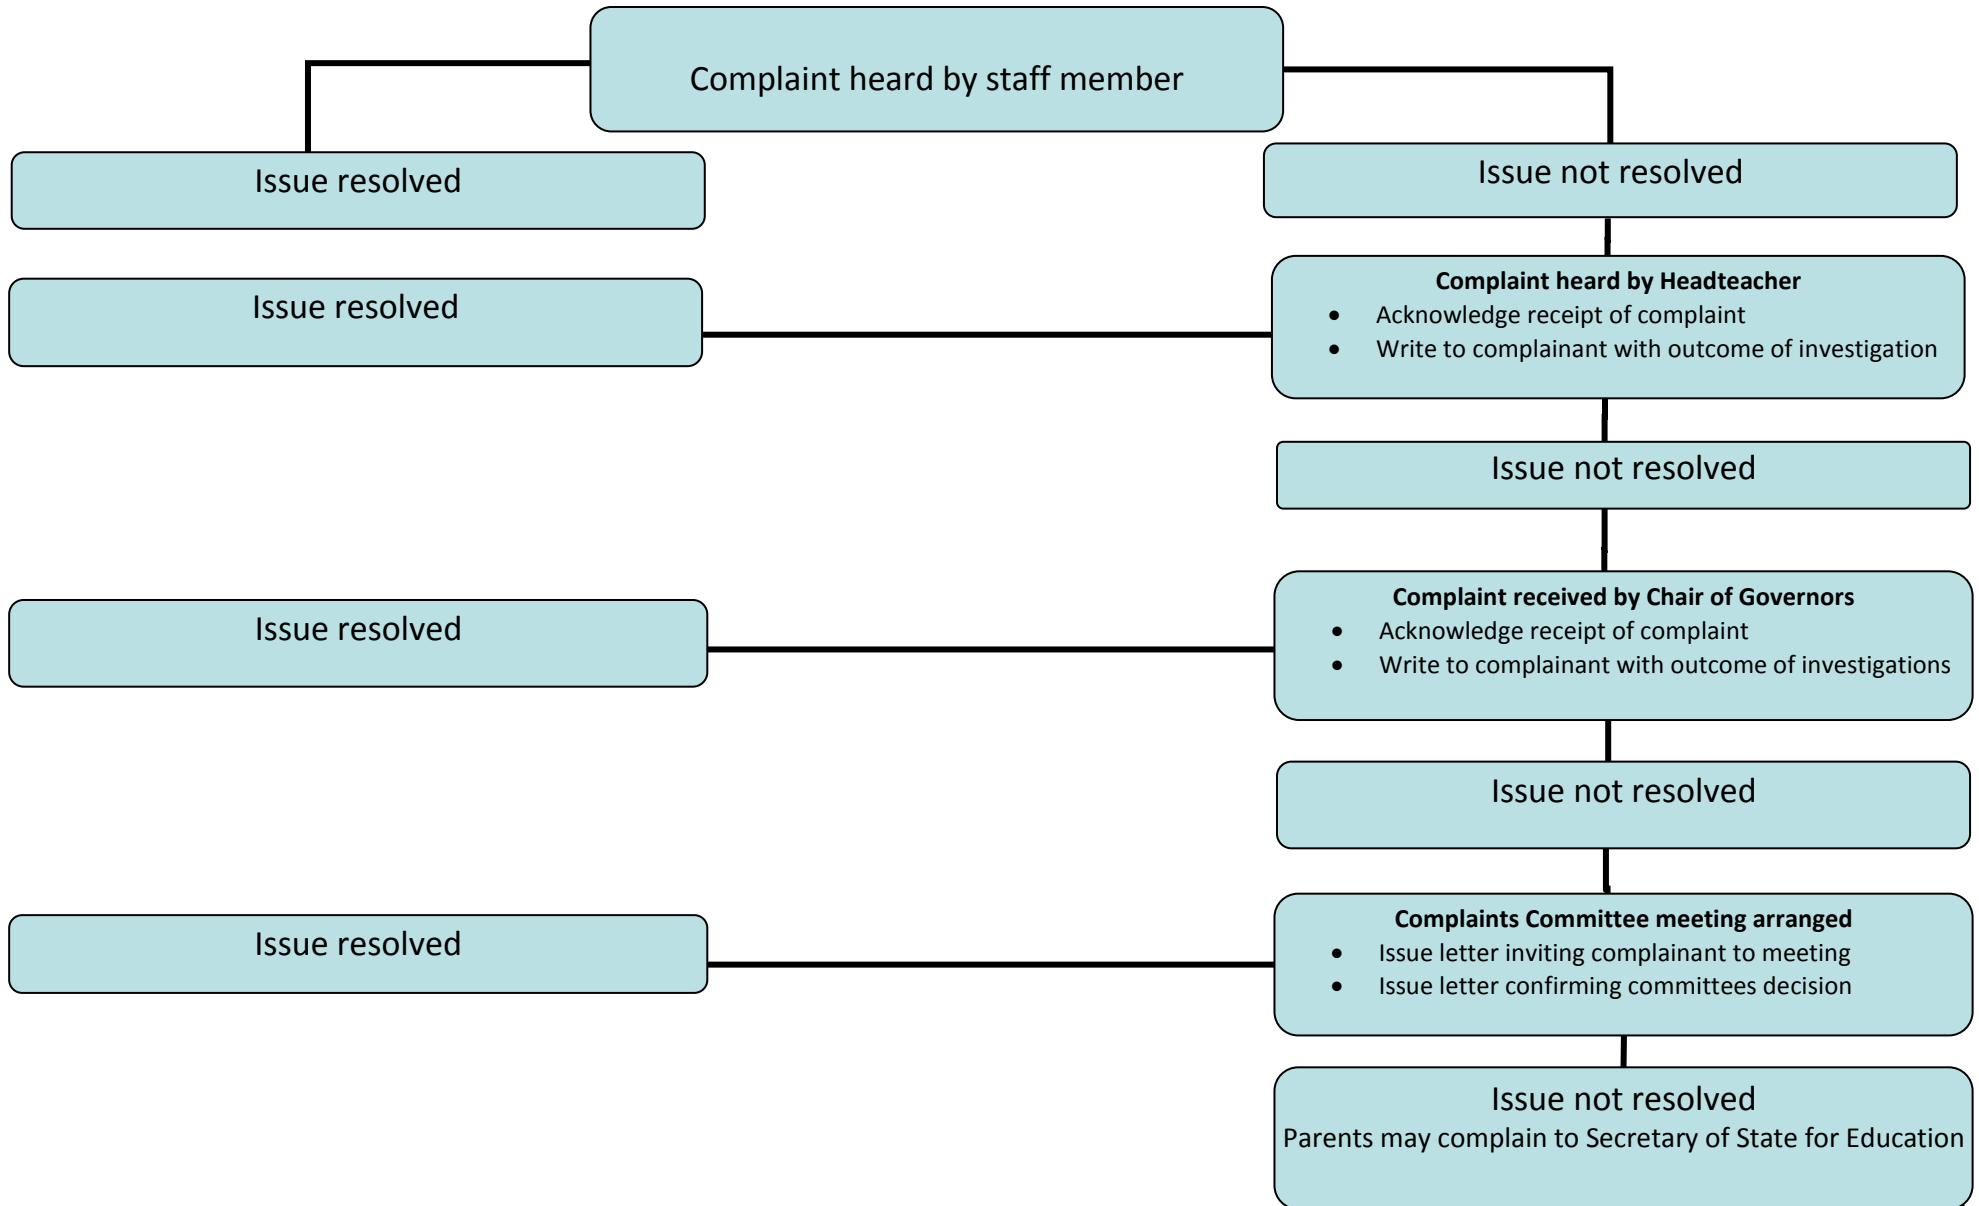 Complaint heard by staff member
Issue resolved
Issue not resolved
Issue resolved
Complaint heard by Headteacher
• Acknowledge receipt of complaint
• Write to complainant with outcome of investigation
Issue not resolved
Issue resolved
Complaint received by Chair of Governors
• Acknowledge receipt of complaint
• Write to complainant with outcome of investigations
Issue not resolved
Issue resolved
Complaints Committee meeting arranged
• Issue letter inviting complainant to meeting
• Issue letter confirming committees decision
Issue not resolved
Parents may complain to Secretary of State for Education